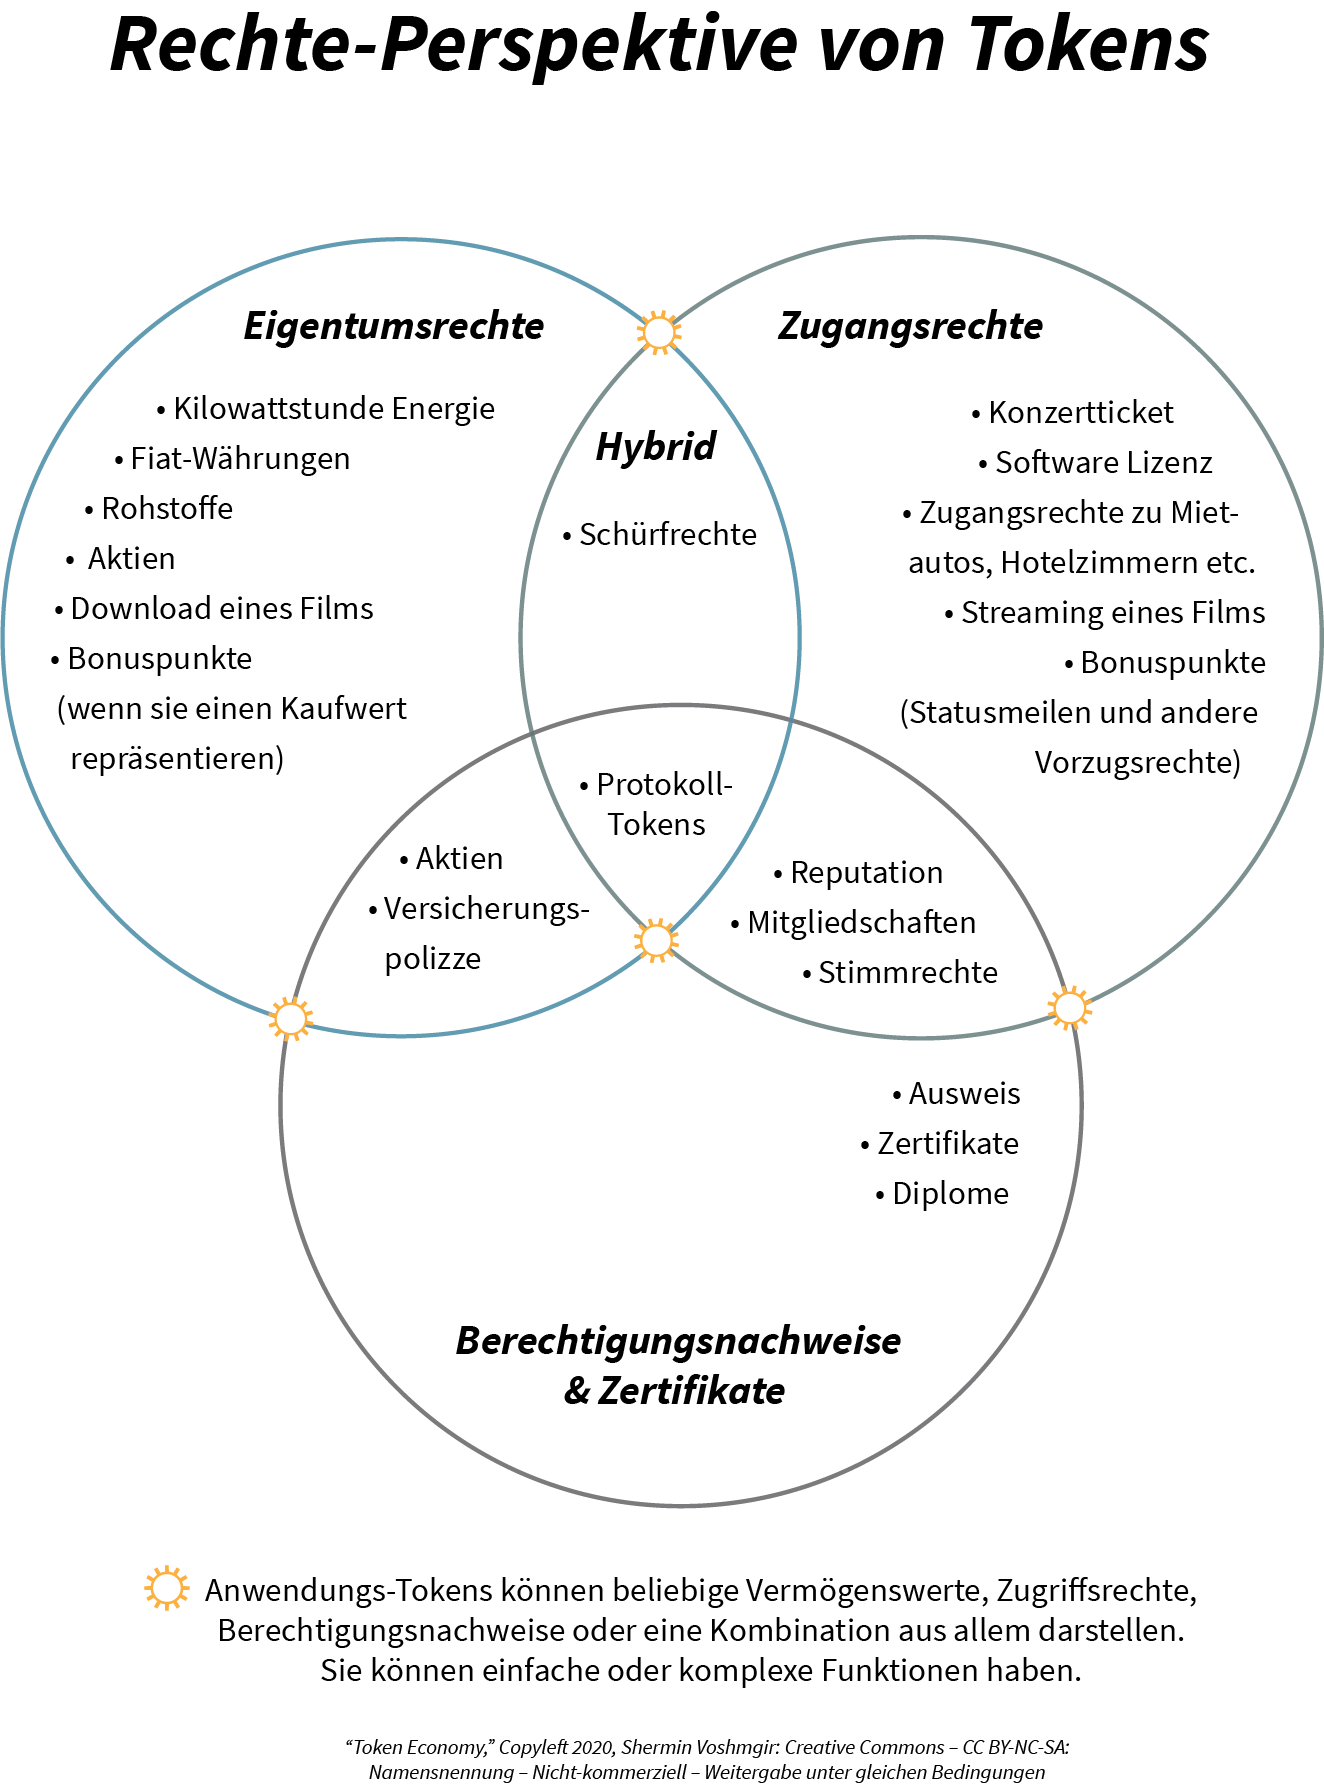 Rechte-Perspektive von Tokens
Eigentumsrechte
• Kilowattstunde Energie
• Fiat-Währungen
• Rohstoffe
• Aktien
• Download eines Films
• Bonuspunkte
(wenn sie einen Kaufwert
repräsentieren)
Hybrid
• Schürfrechte
Zugangsrechte
• Konzertticket
• Software Lizenz
• Zugangsrechte zu Miet-
autos, Hotelzimmern etc.
• Streaming eines Films
• Bonuspunkte
(Statusmeilen und andere
Vorzugsrechte)
• Protokoll-
Tokens
• Aktien
• Versicherungs-
polizze
• Reputation
• Mitgliedschaften
• Stimmrechte
• Ausweis
• Zertifikate
• Diplome
Berechtigungsnachweise
& Zertifikate
Anwendungs-Tokens können beliebige Vermögenswerte, Zugriffsrechte,
Berechtigungsnachweise oder eine Kombination aus allem darstellen.
Sie können einfache oder komplexe Funktionen haben.
“Token Economy,” Copyleft 2020, Shermin Voshmgir: Creative Commons – CC BY-NC-SA:
Namensnennung – Nicht-kommerziell – Weitergabe unter gleichen Bedingungen